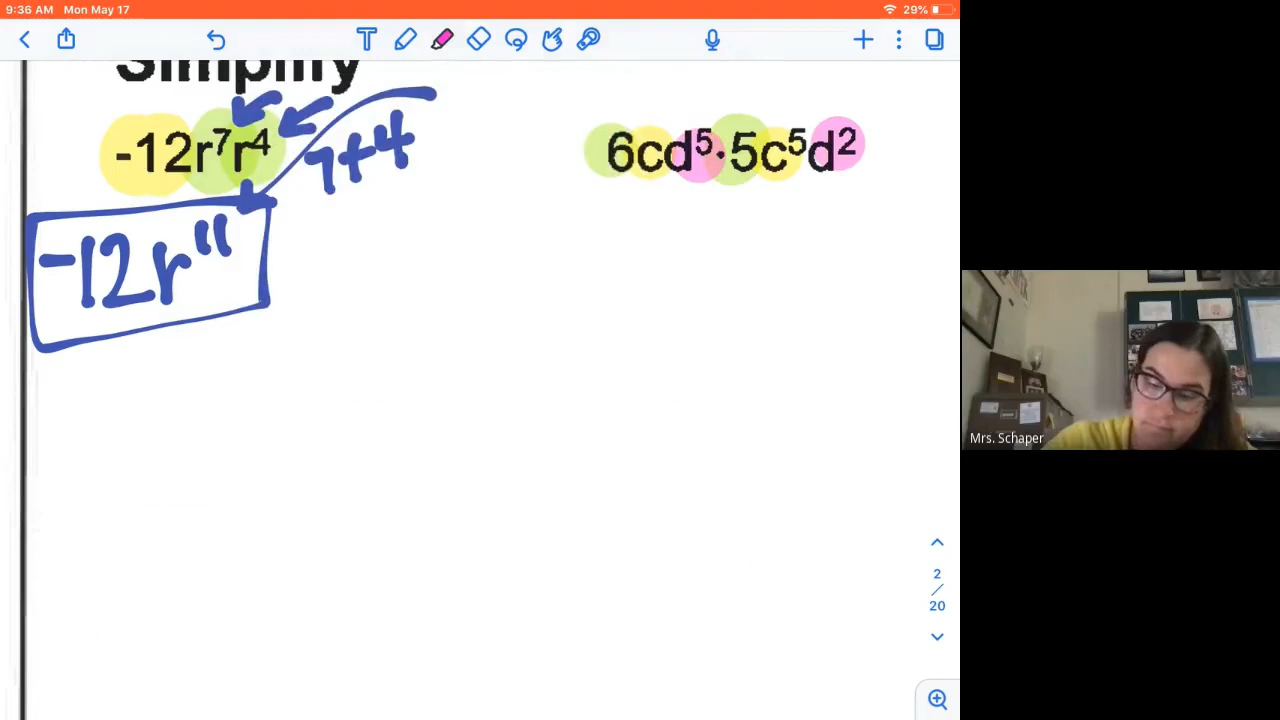 9:36 AM Mon May 17 29%
Simplify
-12r⁷r⁴ 7+4
-12r¹¹
6cd⁵·5c⁵d²
Mrs. Schaper
2
/
20